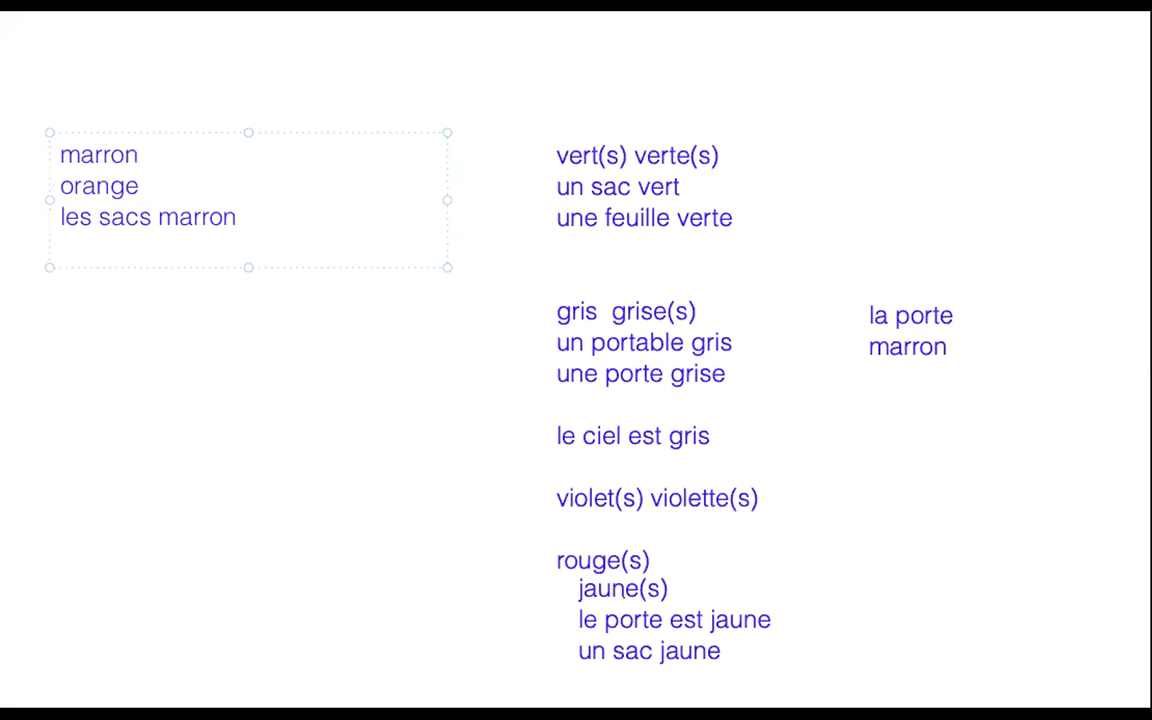 marron
orange
les sacs marron
vert(s) verte(s)
un sac vert
une feuille verte
gris  grise(s)
un portable gris
une porte grise
le ciel est gris
violet(s) violette(s)
rouge(s)
jaune(s)
le porte est jaune
un sac jaune
la porte
marron